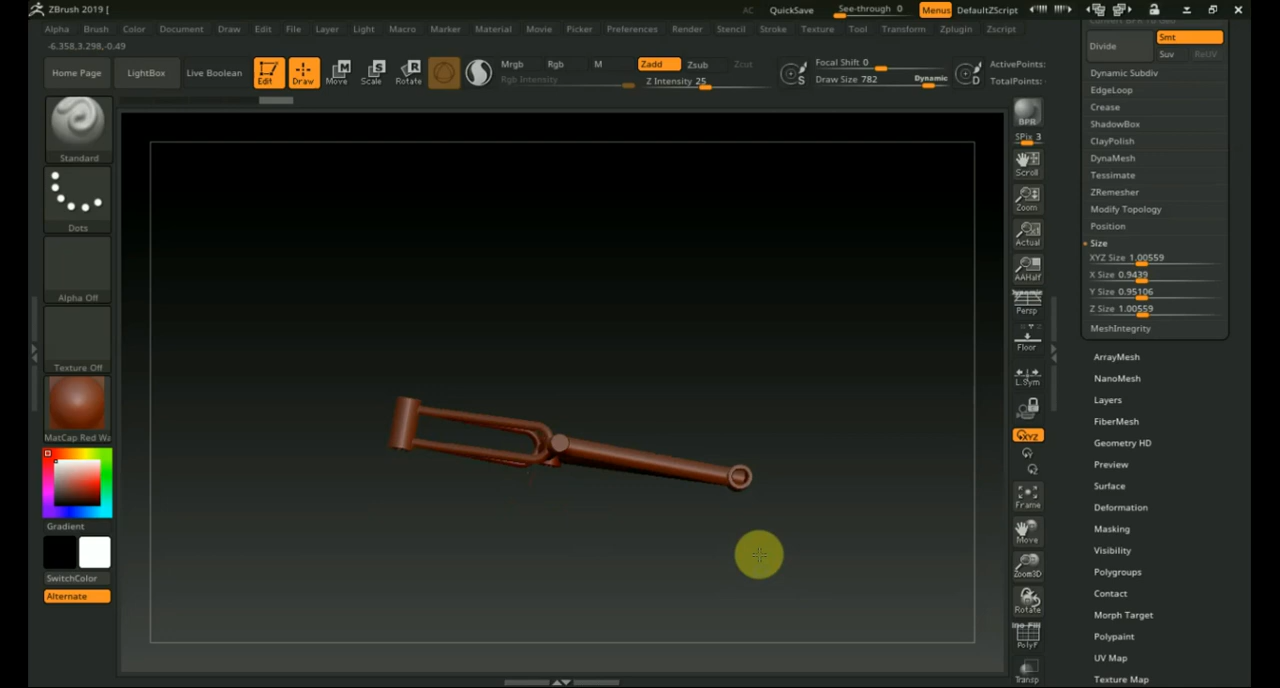 ZBrush 2019 [
AC QuickSave See-through 0 Menus DefaultZScript
Alpha Brush Color Document Draw Edit File Layer Light Macro Marker Material Movie Picker Preferences Render Stencil Stroke Texture Tool Transform Zplugin Zscript
-6.358,3.298,-0.49
Home Page LightBox Live Boolean Edit Draw Move Scale Rotate
Mrgb Rgb M Zadd Zsub Zcut
Rgb Intensity Z Intensity 25
Focal Shift 0
Draw Size 782 Dynamic
S D
ActivePoints:
TotalPoints:
Standard
Dots
Alpha Off
Texture Off
MatCap Red Wa
Gradient
SwitchColor
Alternate
BPR
SPix 3
Scroll
Zoom
Actual
AAHalf
Dynamic
Persp
Floor
L.Sym
XYZ
Frame
Move
Zoom3D
Rotate
PolyF
Transp
Convert BPR To Geo
Divide Smt
Suv ReUV
Dynamic Subdiv
EdgeLoop
Crease
ShadowBox
ClayPolish
DynaMesh
Tessimate
ZRemesher
Modify Topology
Position
Size
XYZ Size 1.00559
X Size 0.9439
Y Size 0.95106
Z Size 1.00559
MeshIntegrity
ArrayMesh
NanoMesh
Layers
FiberMesh
Geometry HD
Preview
Surface
Deformation
Masking
Visibility
Polygroups
Contact
Morph Target
Polypaint
UV Map
Texture Map